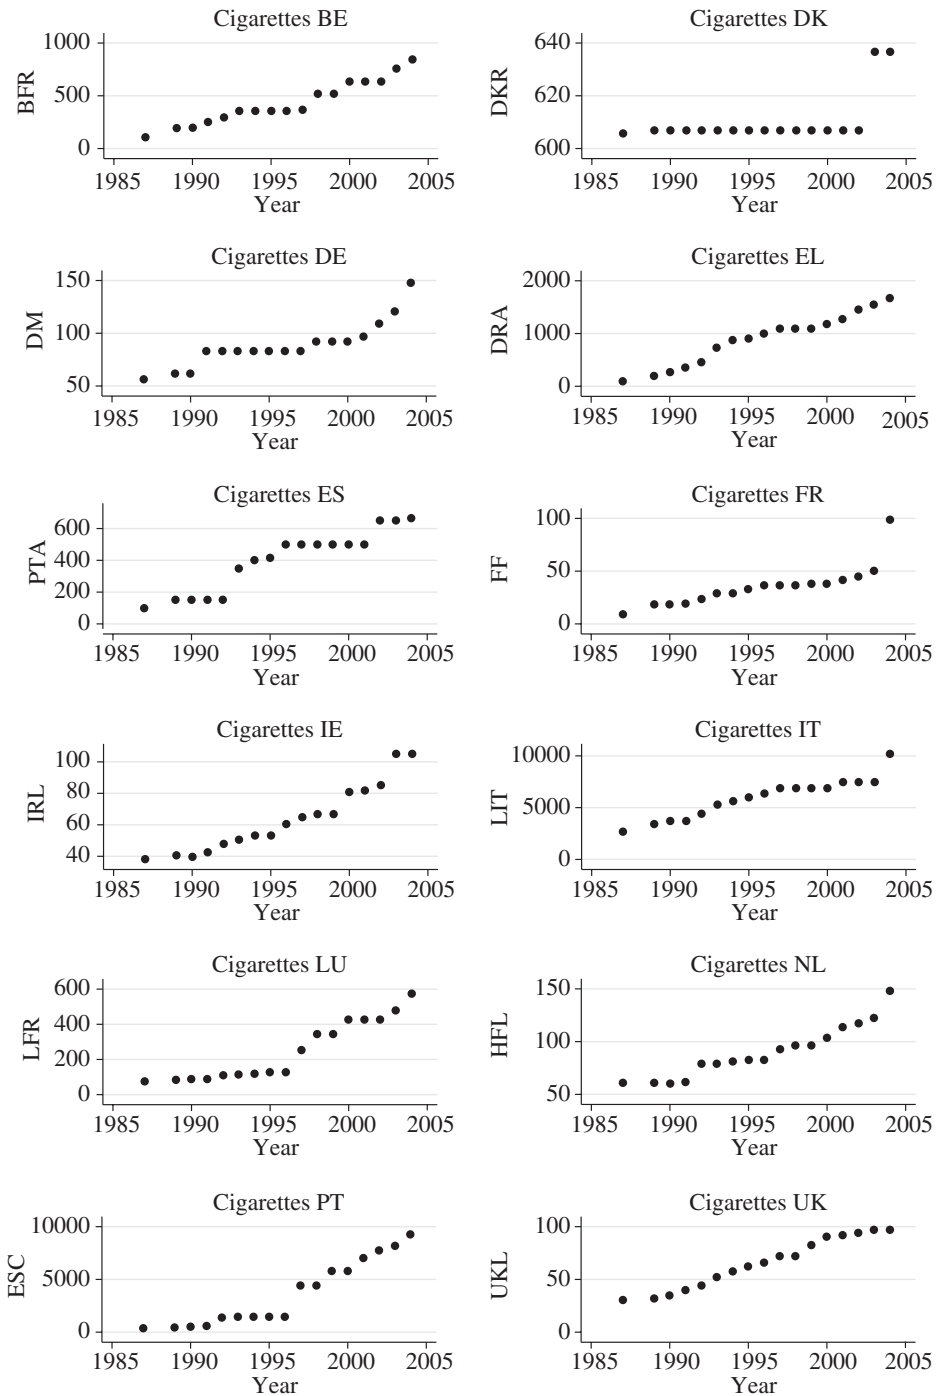 Cigarettes BE
1000
500
0
BFR
1985 1990 1995 2000 2005
Year
Cigarettes DK
640
620
600
DKR
1985 1990 1995 2000 2005
Year
Cigarettes DE
150
100
50
DM
1985 1990 1995 2000 2005
Year
Cigarettes EL
2000
1000
0
DRA
1985 1990 1995 2000 2005
Year
Cigarettes ES
600
400
200
0
PTA
1985 1990 1995 2000 2005
Year
Cigarettes FR
100
50
0
FF
1985 1990 1995 2000 2005
Year
Cigarettes IE
100
80
60
40
IRL
1985 1990 1995 2000 2005
Year
Cigarettes IT
10000
5000
0
LIT
1985 1990 1995 2000 2005
Year
Cigarettes LU
600
400
200
0
LFR
1985 1990 1995 2000 2005
Year
Cigarettes NL
150
100
50
HFL
1985 1990 1995 2000 2005
Year
Cigarettes PT
10000
5000
0
ESC
1985 1990 1995 2000 2005
Year
Cigarettes UK
100
50
0
UKL
1985 1990 1995 2000 2005
Year